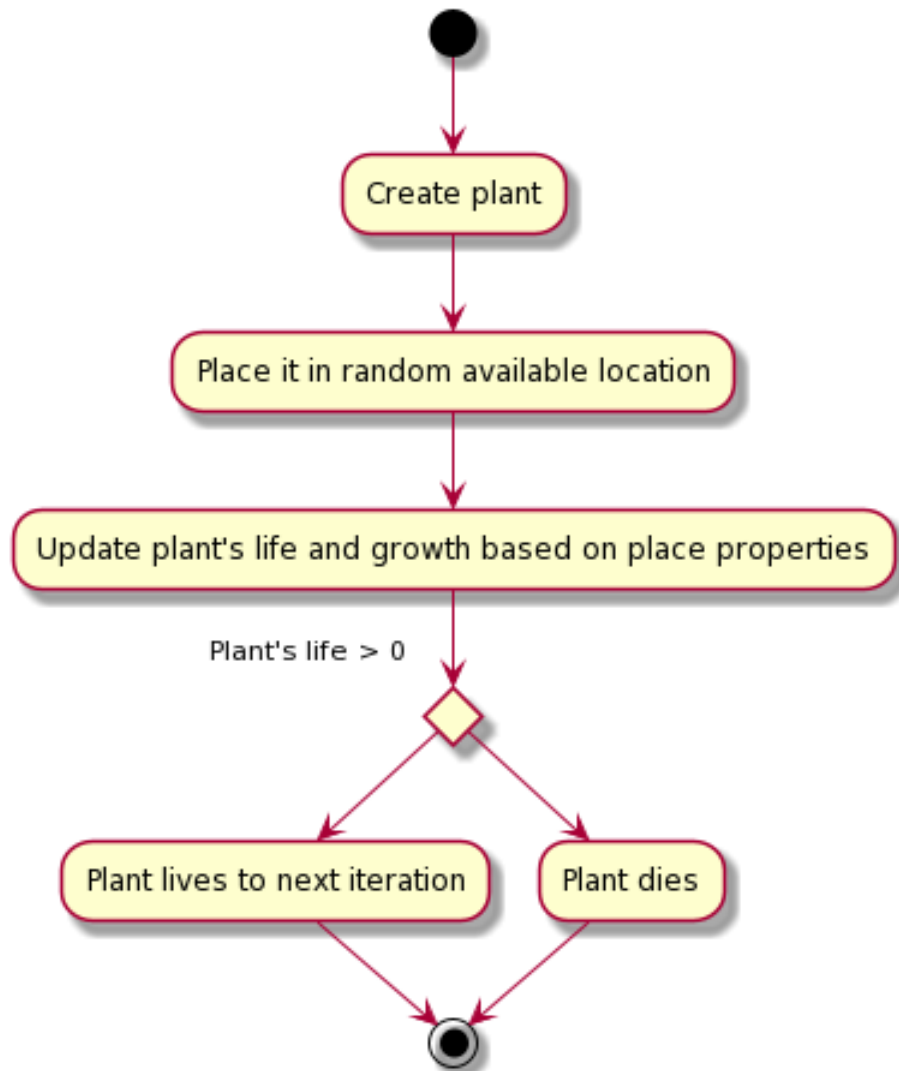 Create plant
Place it in random available location
Update plant's life and growth based on place properties
Plant's life > 0
Plant lives to next iteration
Plant dies